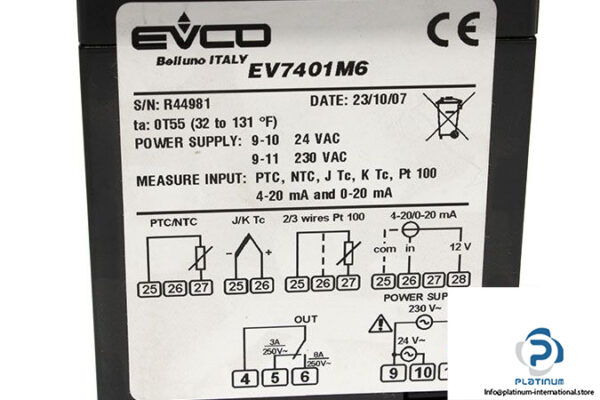 EVCO
Belluno ITALY
EV7401M6
CE
S/N: R44981
DATE: 23/10/07
ta: 0T55 (32 to 131 °F)
POWER SUPPLY: 9-10 24 VAC
9-11 230 VAC
MEASURE INPUT: PTC, NTC, J Tc, K Tc, Pt 100
4-20 mA and 0-20 mA
PTC/NTC
J/K Tc
2/3 wires Pt 100
4-20/0-20 mA
- +
com in 12 V
25 26 27
25 26
25 26 27
25 26 27 28
OUT
3A
250V~
8A
250V~
4 5 6
POWER SUP
230 V~
24 V~
9 10
PLATINUM
Info@platinum-international.store